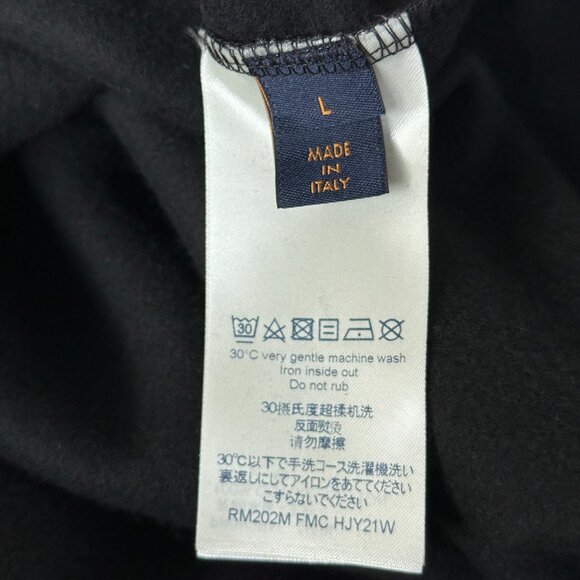 L
MADE
IN
ITALY
30
30°C very gentle machine wash
Iron inside out
Do not rub
30摄氏度超揉机洗
反面熨烫
请勿摩擦
30℃以下で手洗コース洗濯機洗い
裏返しにしてアイロンをあててください
こすらないでください
RM202M FMC HJY21W